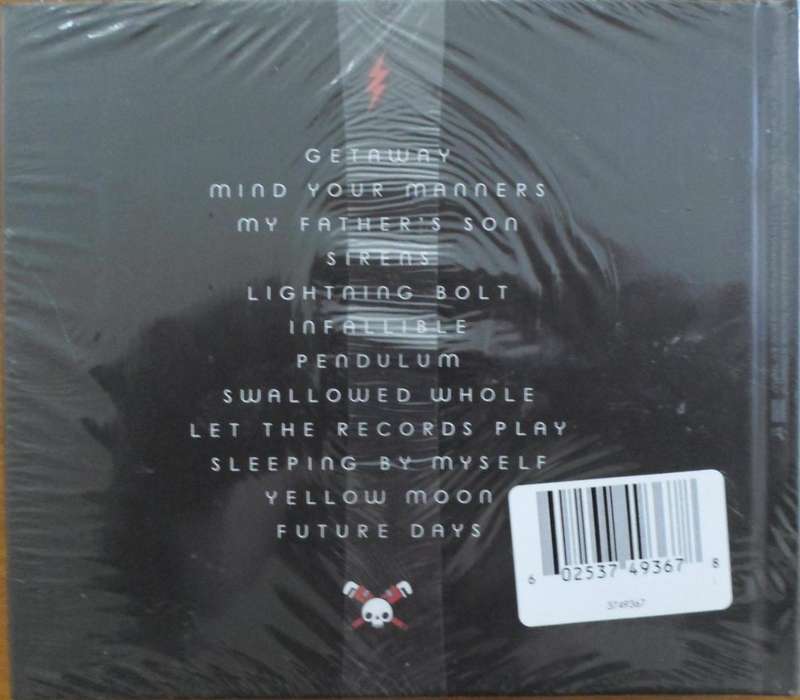 GETAWAY
MIND YOUR MANNERS
MY FATHER'S SON
SIRENS
LIGHTNING BOLT
INFALLIBLE
PENDULUM
SWALLOWED WHOLE
LET THE RECORDS PLAY
SLEEPING BY MYSELF
YELLOW MOON
FUTURE DAYS
6 02537 49367 8
3749367